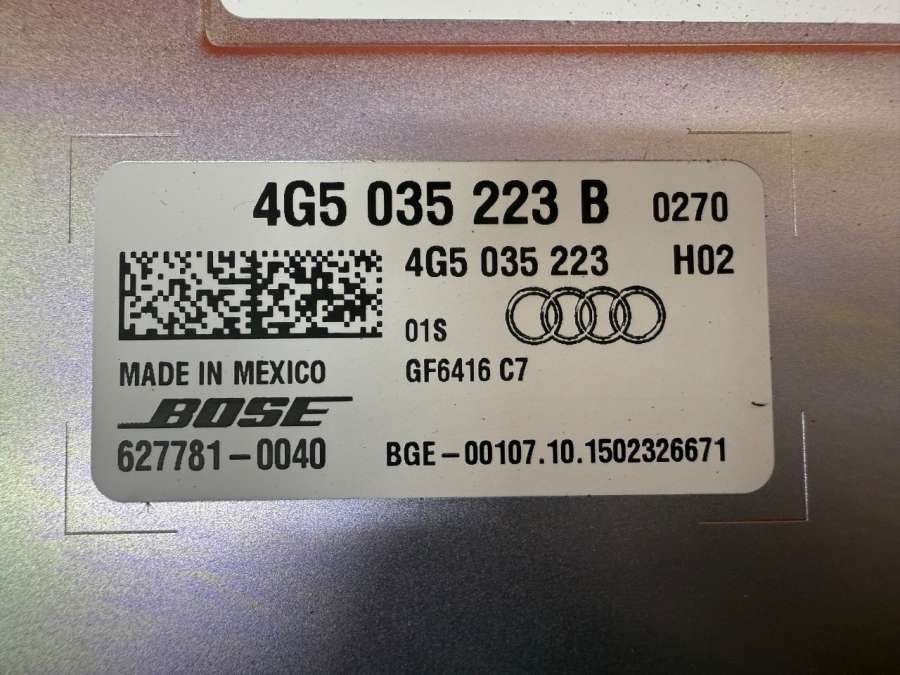 4G5 035 223 B 0270
4G5 035 223 H02
01S
MADE IN MEXICO GF6416 C7
BOSE
627781-0040 BGE-00107.10.1502326671